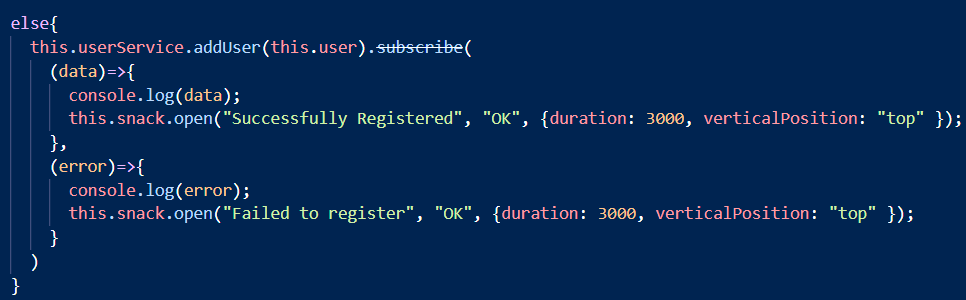 else{
this.userService.addUser(this.user).subscribe(
(data)=>{
console.log(data);
this.snack.open("Successfully Registered", "OK", {duration: 3000, verticalPosition: "top" });
},
(error)=>{
console.log(error);
this.snack.open("Failed to register", "OK", {duration: 3000, verticalPosition: "top" });
}
)
}